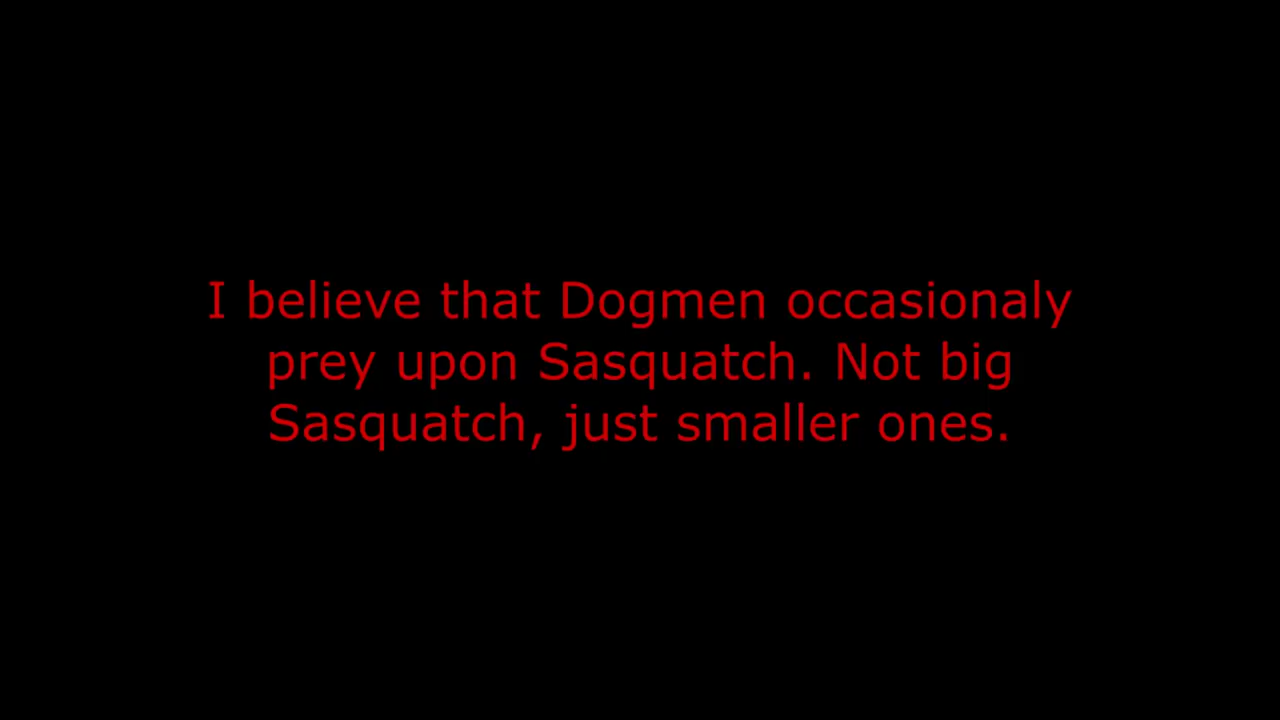 I believe that Dogmen occasionaly
prey upon Sasquatch. Not big
Sasquatch, just smaller ones.